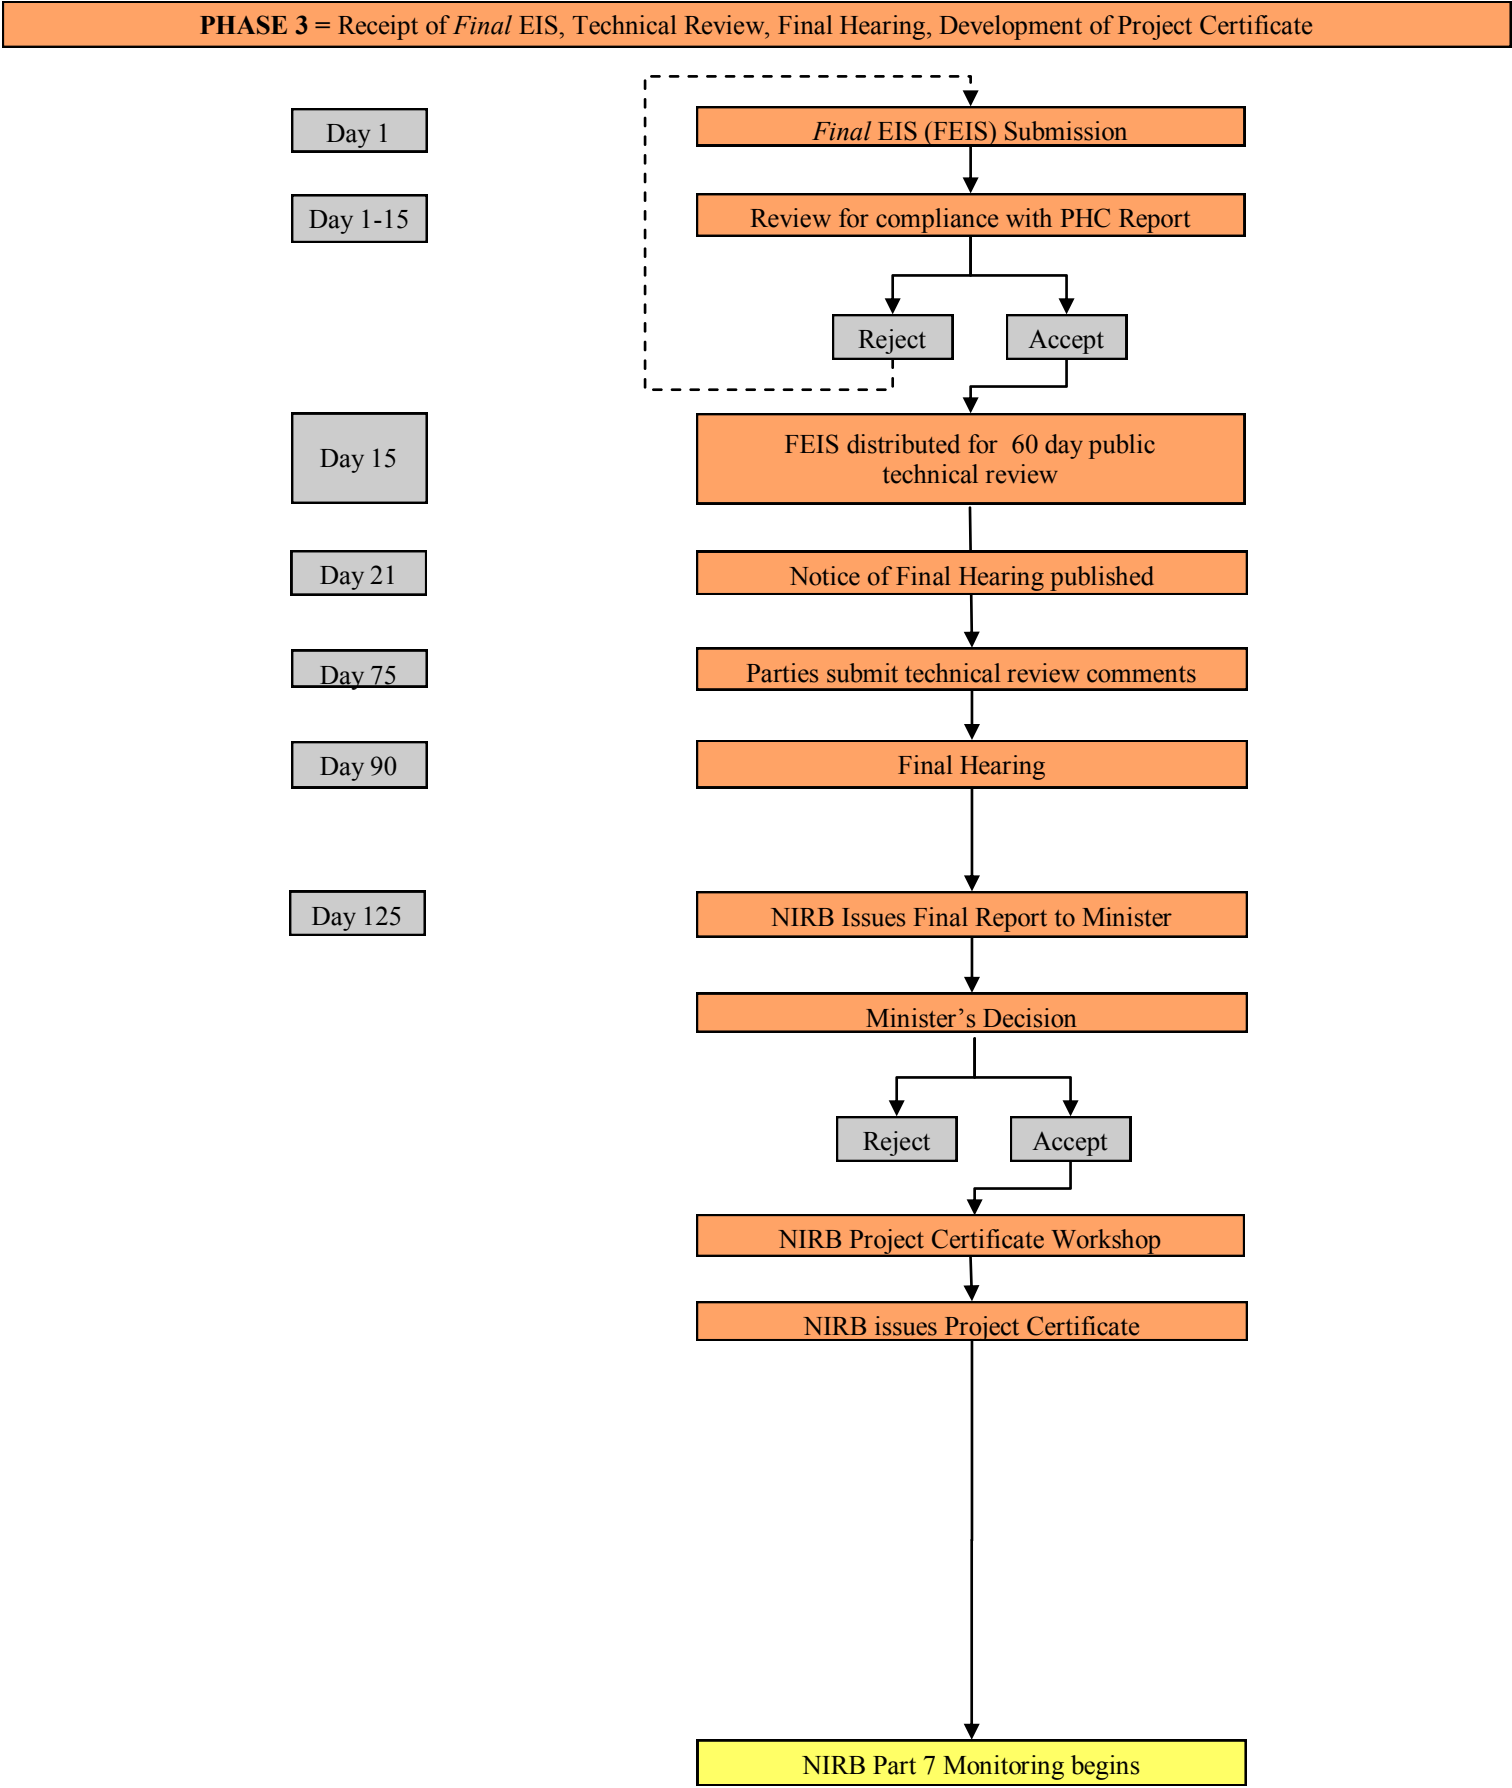 PHASE 3 = Receipt of Final EIS, Technical Review, Final Hearing, Development of Project Certificate
Day 1
Final EIS (FEIS) Submission
Day 1-15
Review for compliance with PHC Report
Reject
Accept
Day 15
FEIS distributed for 60 day public
technical review
Day 21
Notice of Final Hearing published
Day 75
Parties submit technical review comments
Day 90
Final Hearing
Day 125
NIRB Issues Final Report to Minister
Minister’s Decision
Reject
Accept
NIRB Project Certificate Workshop
NIRB issues Project Certificate
NIRB Part 7 Monitoring begins